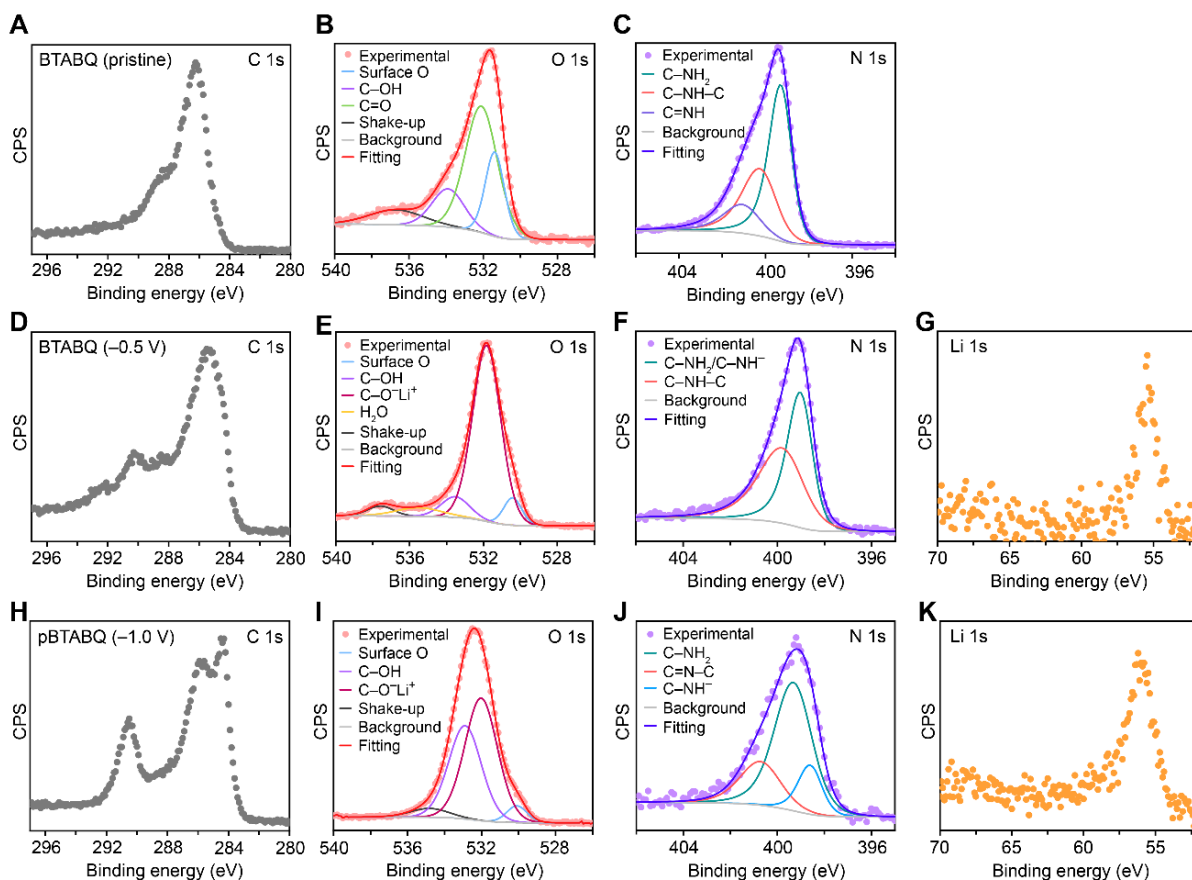 A
BTABQ (pristine)
C 1s
CPS
296
292
288
284
280
Binding energy (eV)
B
Experimental
O 1s
Surface O
C–OH
C=O
Shake-up
Background
Fitting
CPS
540
536
532
528
Binding energy (eV)
C
Experimental
N 1s
C–NH₂
C–NH–C
C=NH
Background
Fitting
CPS
404
400
396
Binding energy (eV)
D
BTABQ (–0.5 V)
C 1s
CPS
296
292
288
284
280
Binding energy (eV)
E
Experimental
O 1s
Surface O
C–OH
C–O⁻Li⁺
H₂O
Shake-up
Background
Fitting
CPS
540
536
532
528
Binding energy (eV)
F
Experimental
N 1s
C–NH₂/C–NH⁻
C–NH–C
Background
Fitting
CPS
404
400
396
Binding energy (eV)
G
Li 1s
CPS
70
65
60
55
Binding energy (eV)
H
pBTABQ (–1.0 V)
C 1s
CPS
296
292
288
284
280
Binding energy (eV)
I
Experimental
O 1s
Surface O
C–OH
C–O⁻Li⁺
Shake-up
Background
Fitting
CPS
540
536
532
528
Binding energy (eV)
J
Experimental
N 1s
C–NH₂
C=N–C
C–NH⁻
Background
Fitting
CPS
404
400
396
Binding energy (eV)
K
Li 1s
CPS
70
65
60
55
Binding energy (eV)